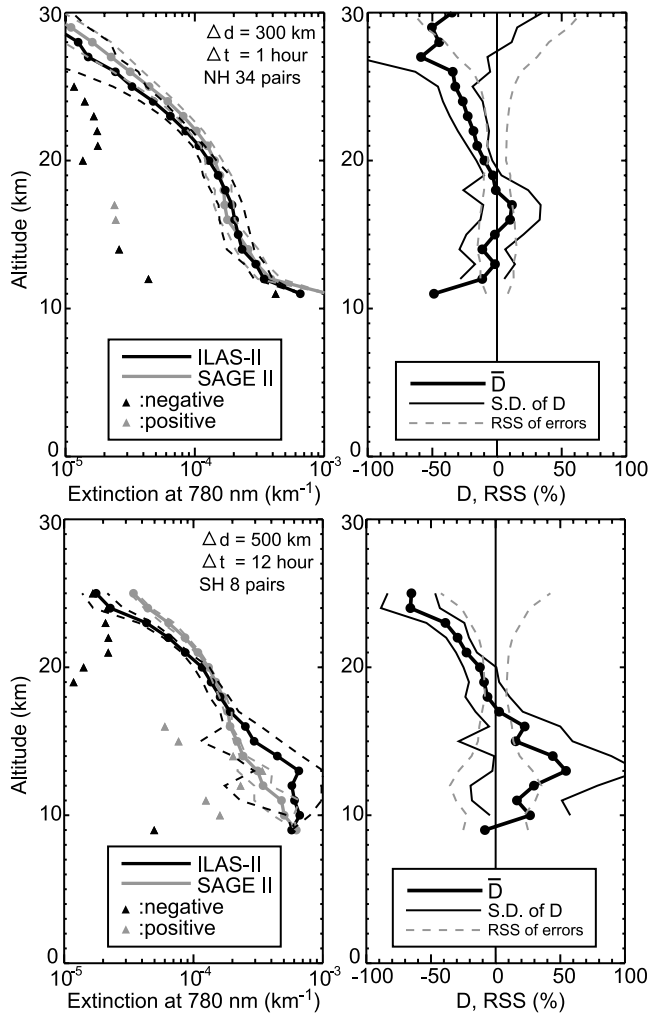 30
20
10
0
Altitude (km)
△ d = 300 km
△ t = 1 hour
NH 34 pairs
ILAS-II
SAGE II
▲ :negative
▲ :positive
10⁻⁵ 10⁻⁴ 10⁻³
Extinction at 780 nm (km⁻¹)
30
20
10
0
D̅
S.D. of D
RSS of errors
-100 -50 0 50 100
D, RSS (%)
30
20
10
0
Altitude (km)
△ d = 500 km
△ t = 12 hour
SH 8 pairs
ILAS-II
SAGE II
▲ :negative
▲ :positive
10⁻⁵ 10⁻⁴ 10⁻³
Extinction at 780 nm (km⁻¹)
30
20
10
0
D̅
S.D. of D
RSS of errors
-100 -50 0 50 100
D, RSS (%)